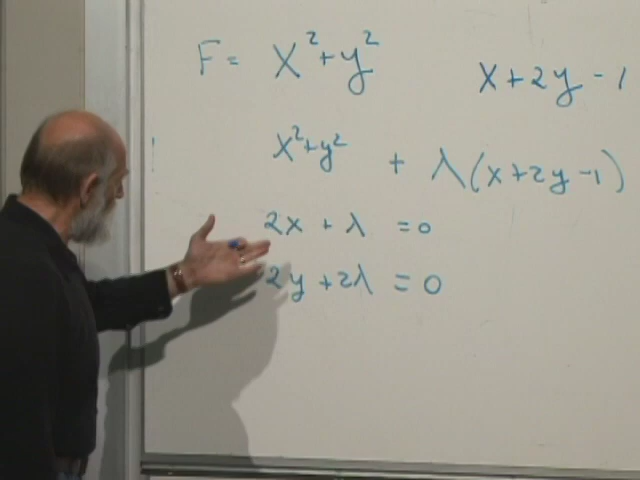 F = x² + y² x + 2y - 1
x² + y² + λ(x + 2y - 1)
2x + λ = 0
2y + 2λ = 0